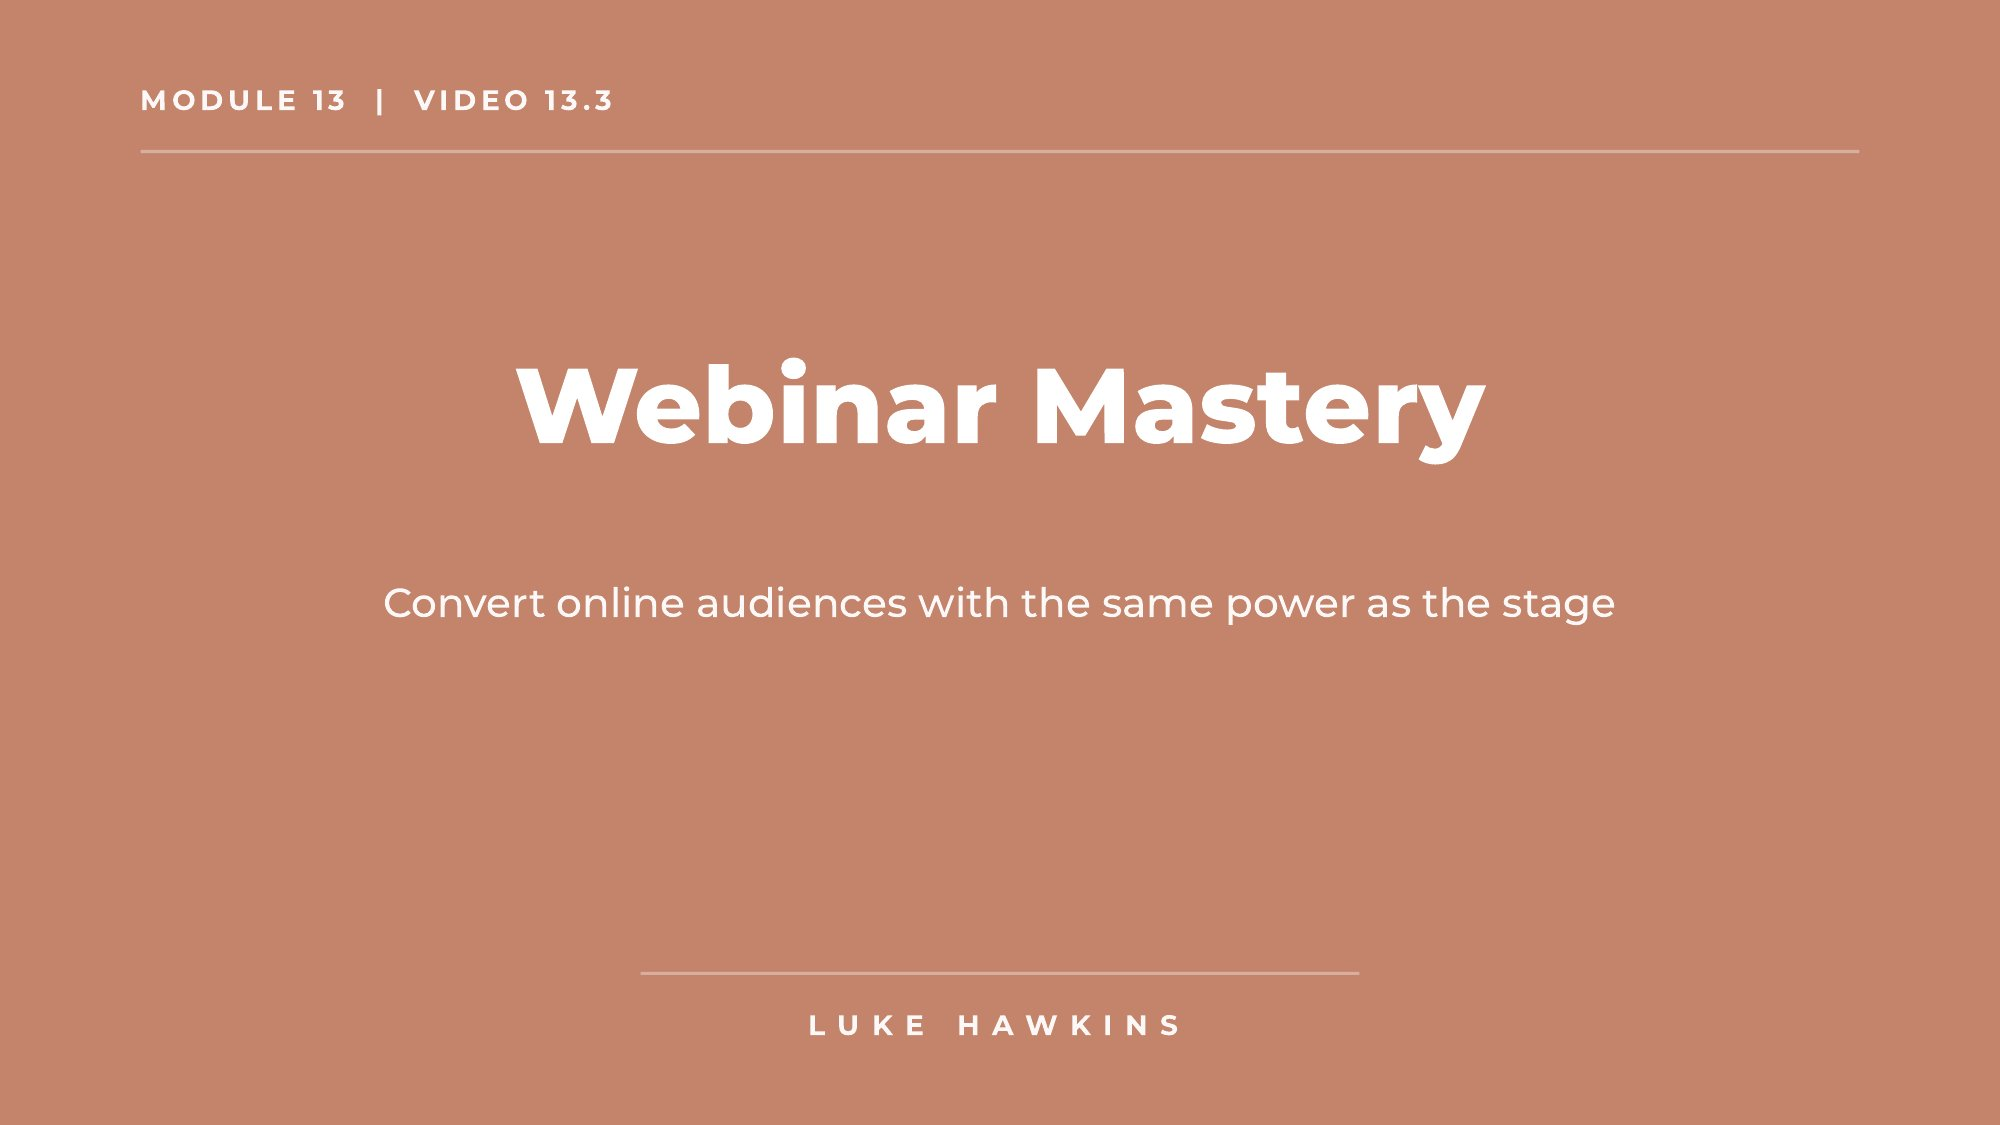 MODULE 13 | VIDEO 13.3
Webinar Mastery
Convert online audiences with the same power as the stage
LUKE HAWKINS